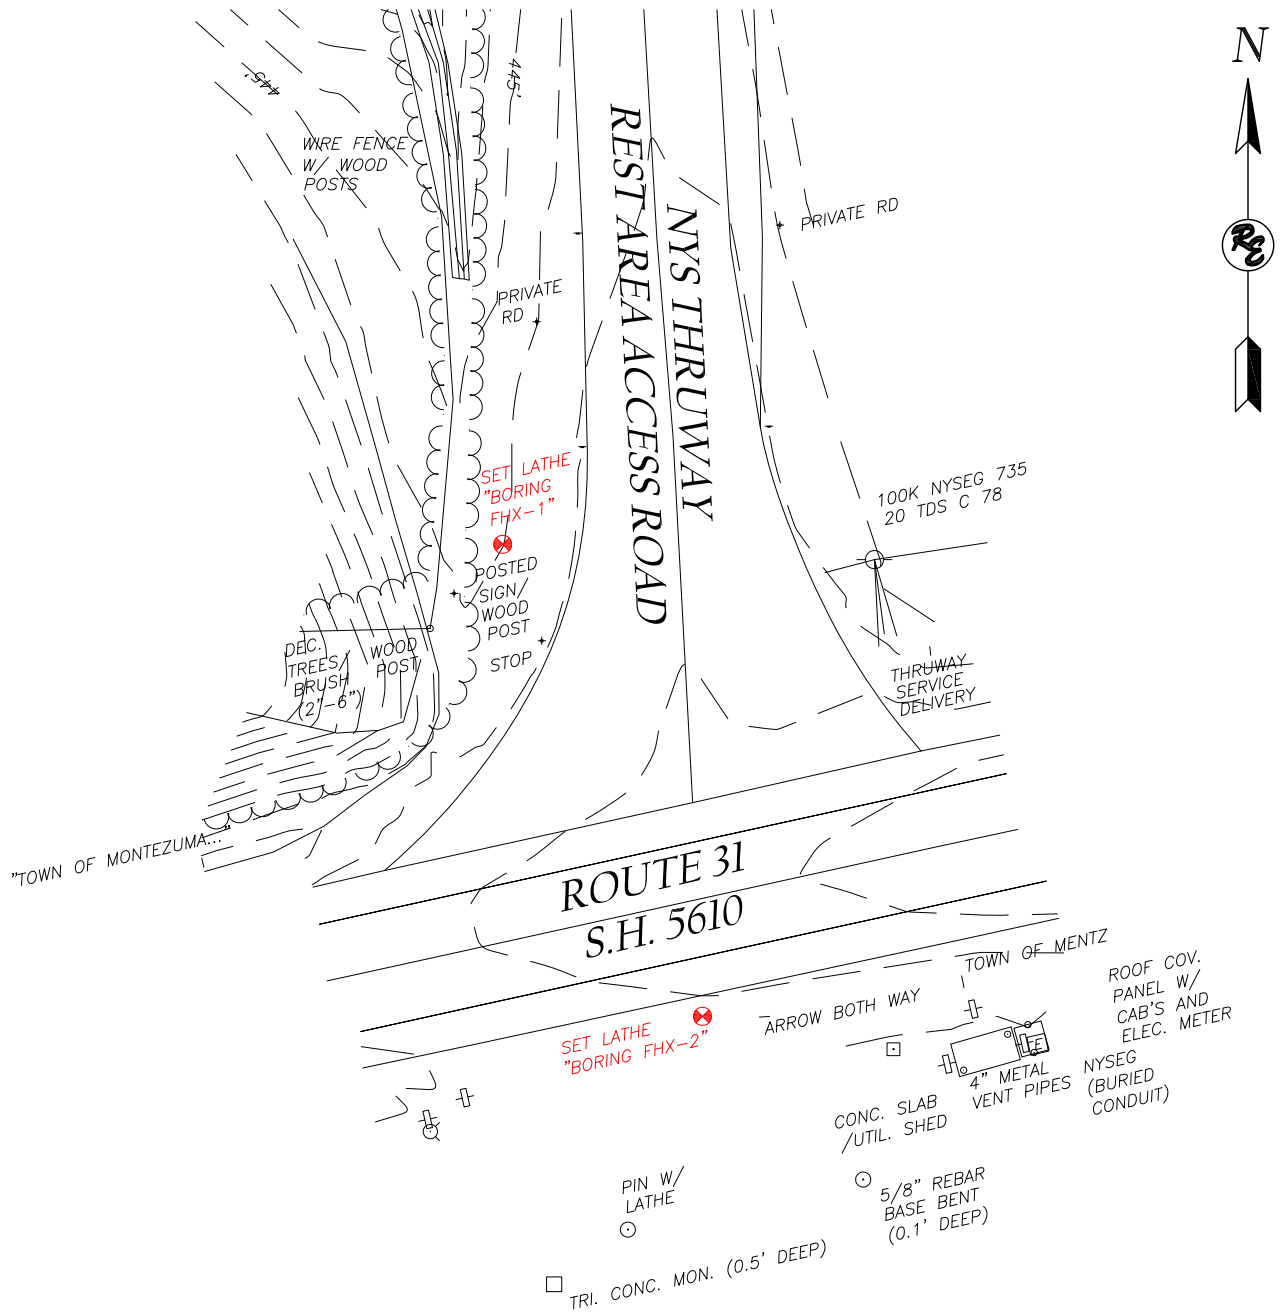 N
445'
445'
WIRE FENCE
W/ WOOD
POSTS
REST AREA ACCESS ROAD
NYS THRUWAY
PRIVATE RD
RE
PRIVATE
RD
SET LATHE
"BORING
FHX-1"
100K NYSEG 735
20 TDS C 78
POSTED
SIGN/
WOOD
POST
STOP
DEC.
TREES/
BRUSH
(2"-6")
WOOD
POST
THRUWAY
SERVICE
DELIVERY
"TOWN OF MONTEZUMA..."
ROUTE 31
S.H. 5610
TOWN OF MENTZ
ROOF COV.
PANEL W/
CAB'S AND
ELEC. METER
ARROW BOTH WAY
SET LATHE
"BORING FHX-2"
4" METAL
VENT PIPES
NYSEG
(BURIED
CONDUIT)
CONC. SLAB
/UTIL. SHED
PIN W/
LATHE
5/8" REBAR
BASE BENT
(0.1' DEEP)
TRI. CONC. MON. (0.5' DEEP)